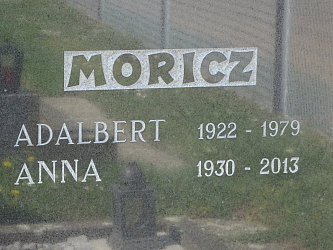 MORICZ
ADALBERT 1922 - 1979
ANNA 1930 - 2013